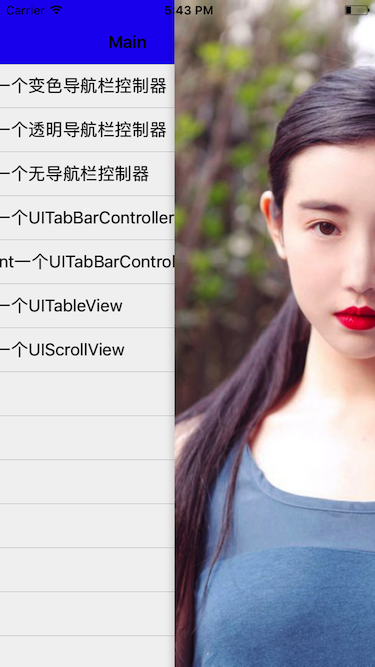 Carrier 5:43 PM
Main
一个变色导航栏控制器
一个透明导航栏控制器
一个无导航栏控制器
一个UITabBarController
nt一个UITabBarControl
一个UITableView
一个UIScrollView